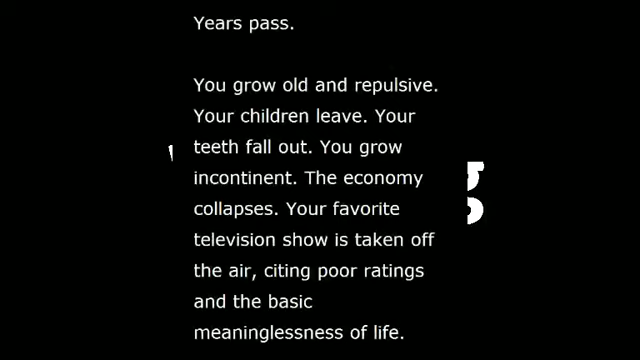 Years pass.
You grow old and repulsive.
Your children leave. Your
teeth fall out. You grow
incontinent. The economy
collapses. Your favorite
television show is taken off
the air, citing poor ratings
and the basic
meaninglessness of life.